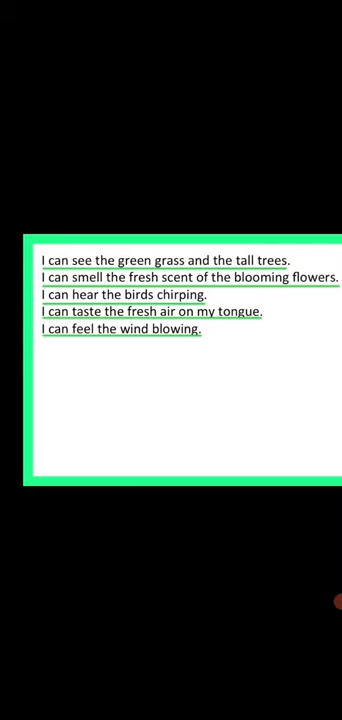 I can see the green grass and the tall trees.
I can smell the fresh scent of the blooming flowers.
I can hear the birds chirping.
I can taste the fresh air on my tongue.
I can feel the wind blowing.